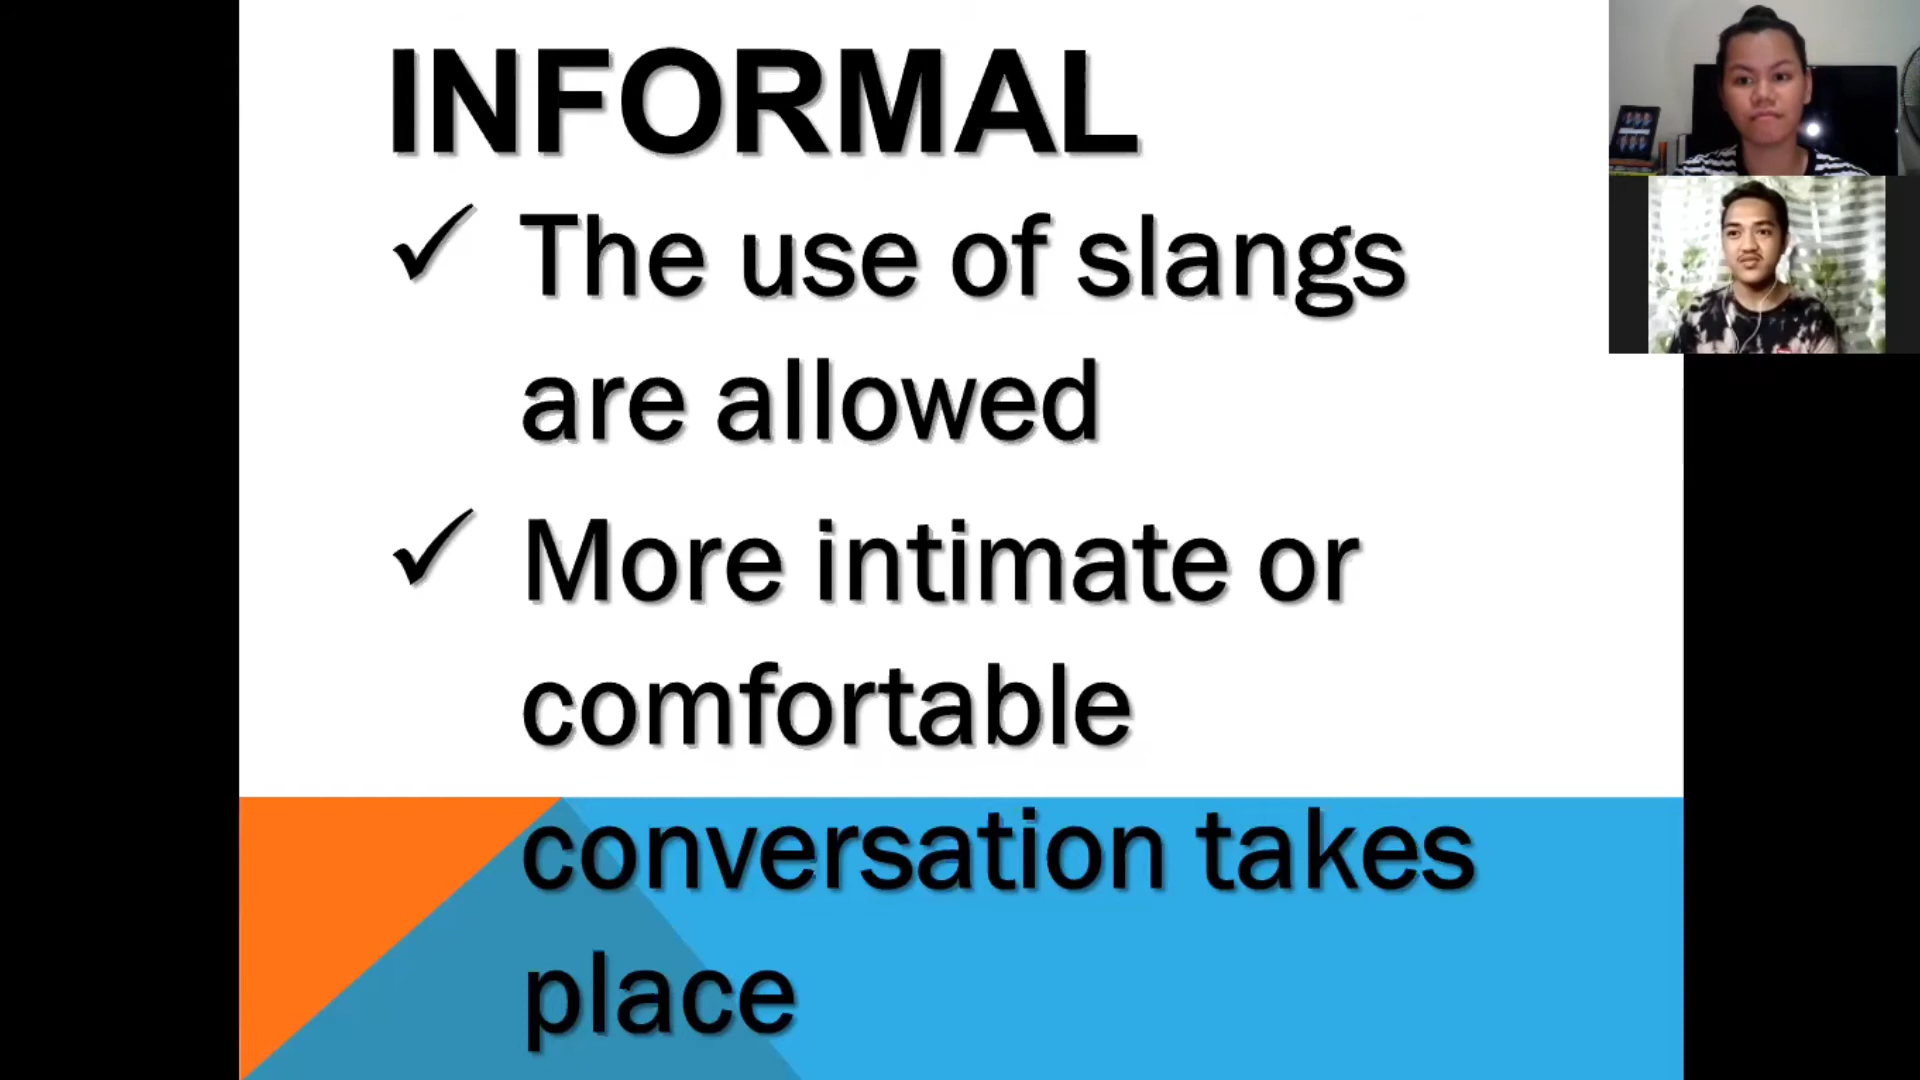 INFORMAL
The use of slangs
are allowed
More intimate or
comfortable
conversation takes
place